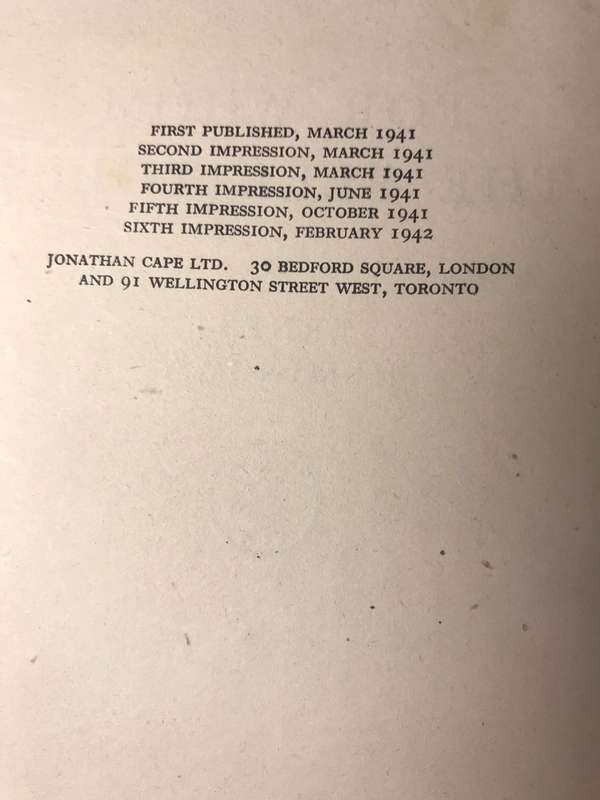 FIRST PUBLISHED, MARCH 1941
SECOND IMPRESSION, MARCH 1941
THIRD IMPRESSION, MARCH 1941
FOURTH IMPRESSION, JUNE 1941
FIFTH IMPRESSION, OCTOBER 1941
SIXTH IMPRESSION, FEBRUARY 1942
JONATHAN CAPE LTD. 30 BEDFORD SQUARE, LONDON
AND 91 WELLINGTON STREET WEST, TORONTO